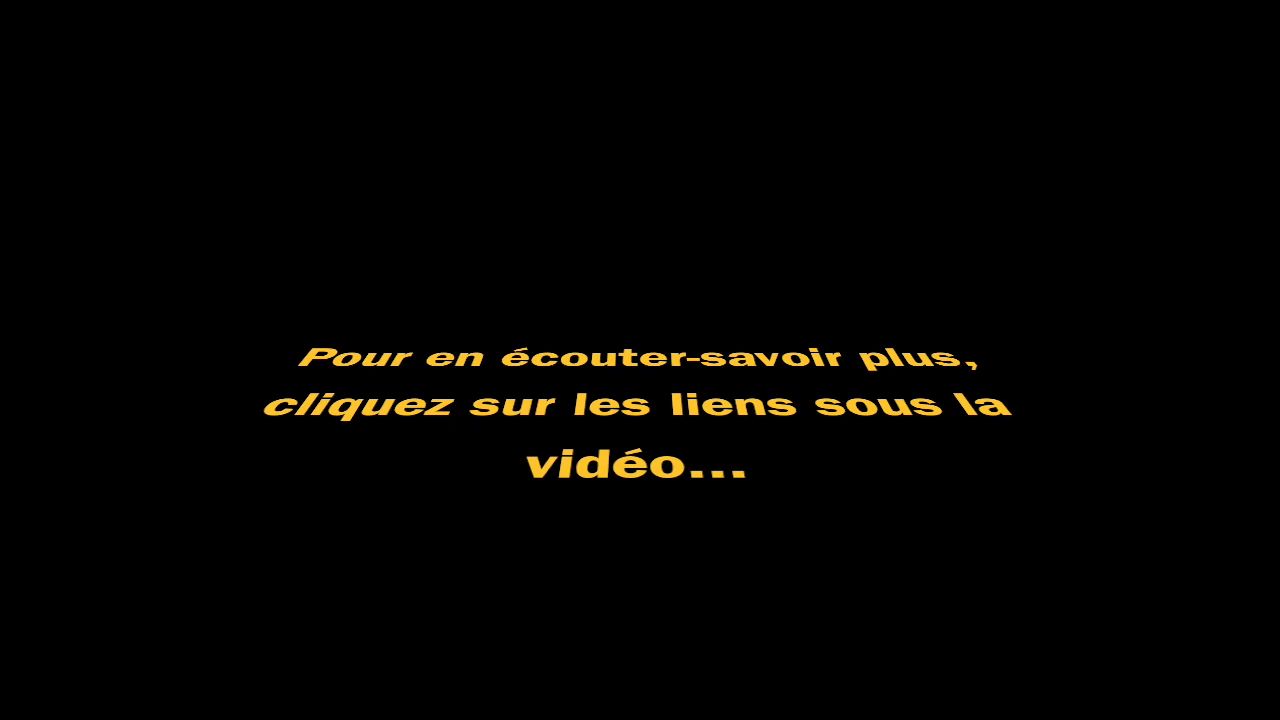 Pour en écouter-savoir plus,
cliquez sur les liens sous la
vidéo...